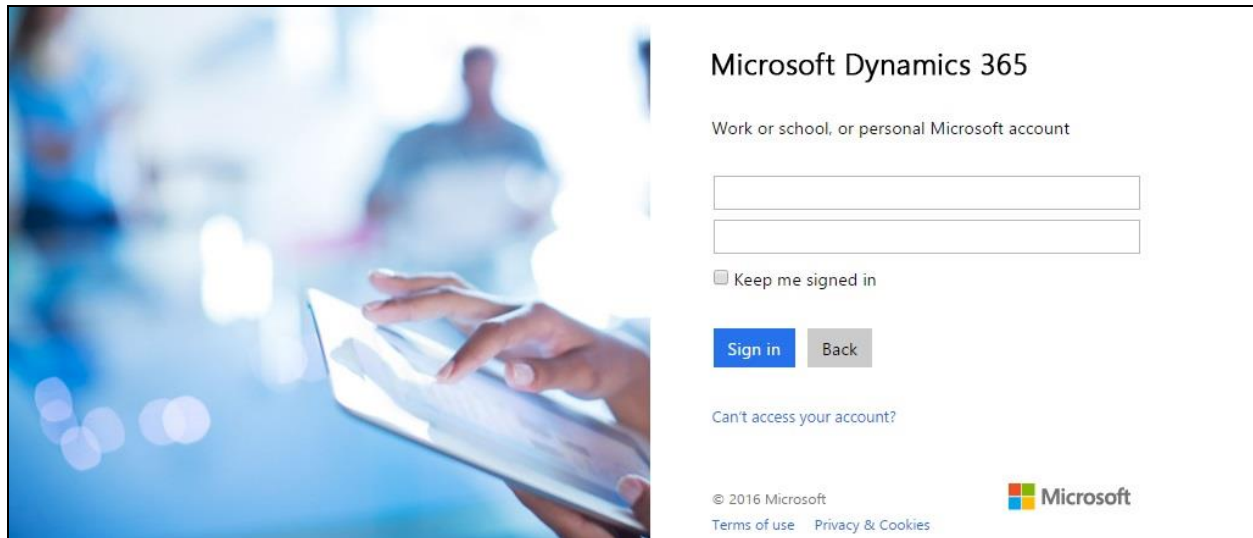 Microsoft Dynamics 365
Work or school, or personal Microsoft account
Keep me signed in
Sign in Back
Can't access your account?
© 2016 Microsoft
Microsoft
Terms of use Privacy & Cookies